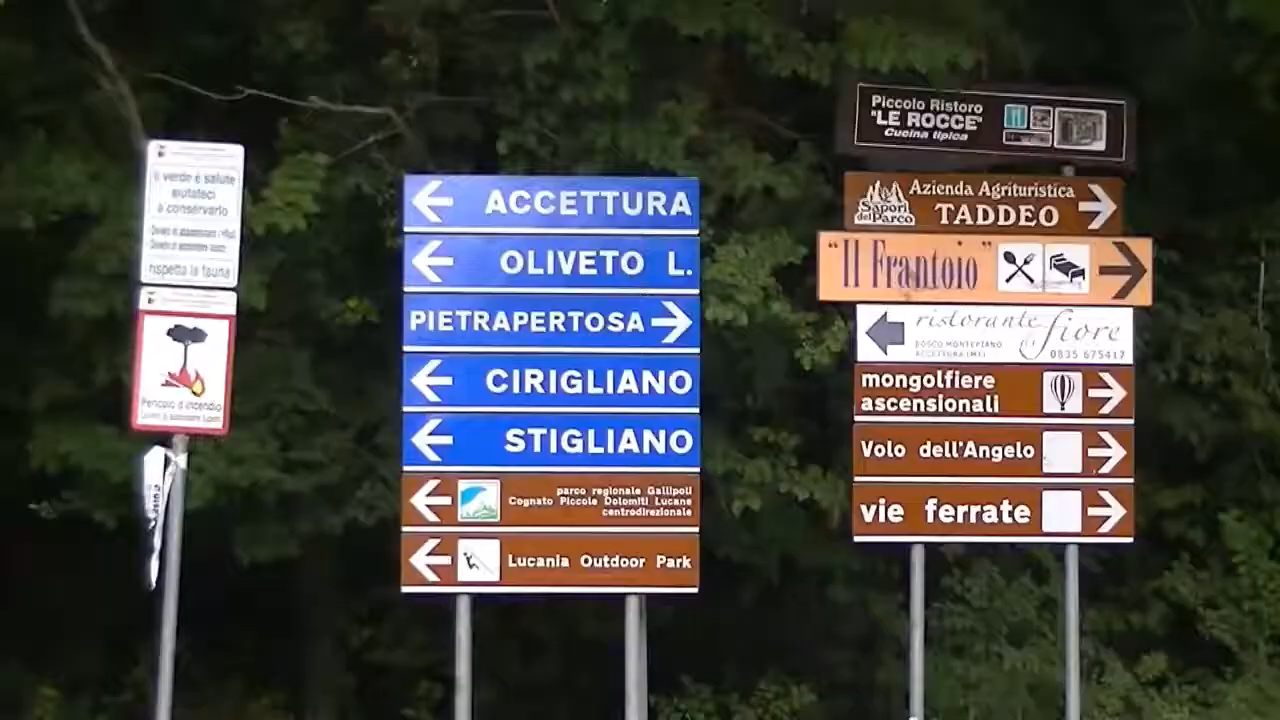 il verde è salute
aiutateci
a conservarlo
rispetta la fauna
Pericolo d'incendio
ACCETTURA
OLIVETO L.
PIETRAPERTOSA
CIRIGLIANO
STIGLIANO
parco regionale Gallipoli
Cognato Piccole Dolomiti Lucane
centrodirezionale
Lucania Outdoor Park
Piccolo Ristoro
"LE ROCCE"
Cucina tipica
Azienda Agrituristica
Sapori
del Parco
TADDEO
"Il Frantoio"
ristorante
di fiore
BOSCO MONTEPIANO
ACCETTURA (MT)
0835 675417
mongolfiere
ascensionali
Volo dell'Angelo
vie ferrate